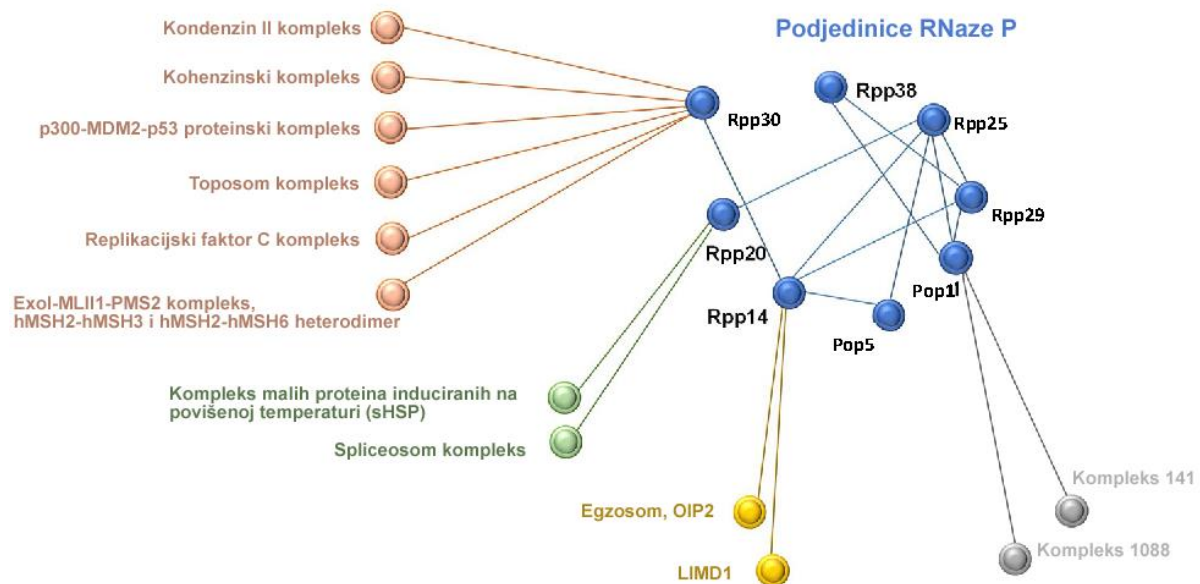 Kondenzin II kompleks
Podjedinice RNaze P
Kohenzinski kompleks
Rpp38
Rpp30
Rpp25
p300-MDM2-p53 proteinski kompleks
Toposom kompleks
Rpp29
Replikacijski faktor C kompleks
Rpp20
Pop1l
Exol-MLII1-PMS2 kompleks,
hMSH2-hMSH3 i hMSH2-hMSH6 heterodimer
Rpp14
Pop5
Kompleks malih proteina induciranih na
povišenoj temperaturi (sHSP)
Spliceosom kompleks
Kompleks 141
Egzosom, OIP2
Kompleks 1088
LIMD1